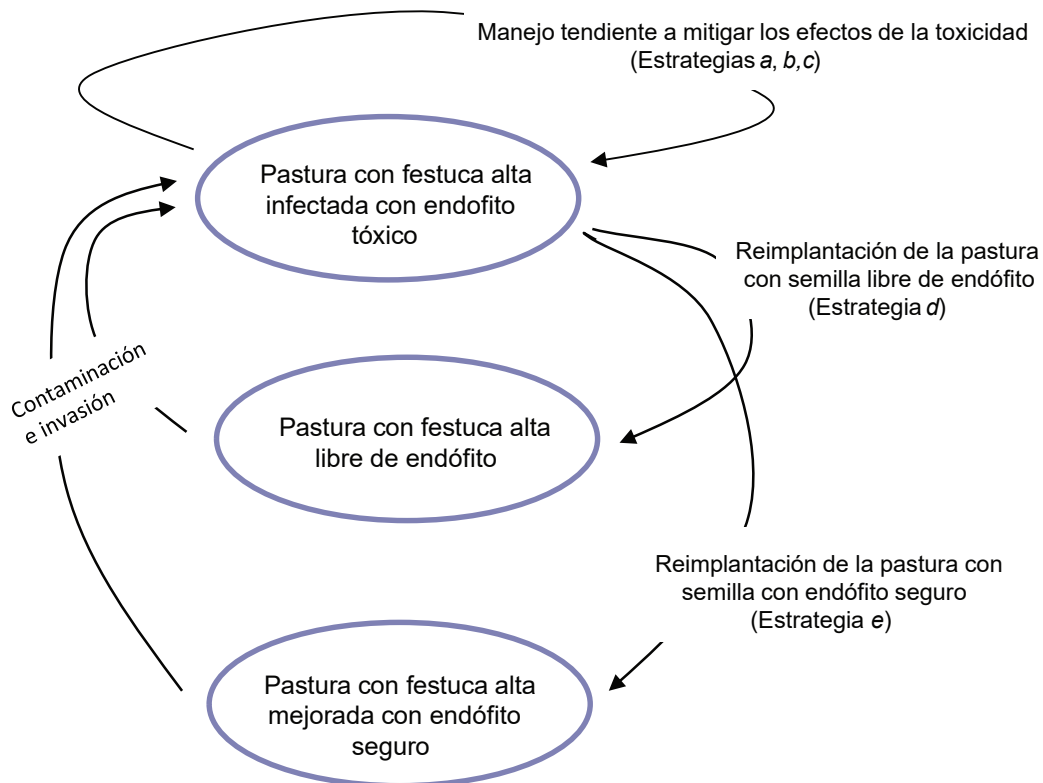 Manejo tendiente a mitigar los efectos de la toxicidad
(Estrategias a, b,c)
Pastura con festuca alta
infectada con endofito
tóxico
Reimplantación de la pastura
con semilla libre de endófito
(Estrategia d)
Contaminación
e invasión
Pastura con festuca alta
libre de endófito
Reimplantación de la pastura con
semilla con endófito seguro
(Estrategia e)
Pastura con festuca alta
mejorada con endófito
seguro